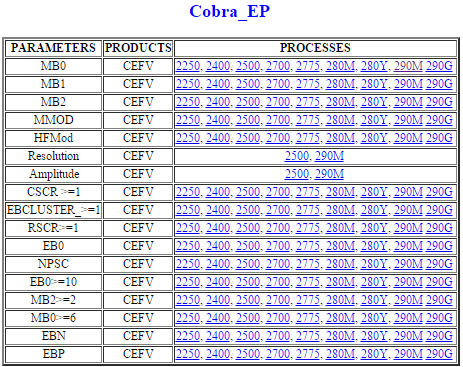 Cobra_EP
PARAMETERS PRODUCTS PROCESSES
MB0 CEFV 2250, 2400, 2500, 2700, 2775, 280M, 280Y, 290M 290G
MB1 CEFV 2250, 2400, 2500, 2700, 2775, 280M, 280Y, 290M 290G
MB2 CEFV 2250, 2400, 2500, 2700, 2775, 280M, 280Y, 290M 290G
MMOD CEFV 2250, 2400, 2500, 2700, 2775, 280M, 280Y, 290M 290G
HFMod CEFV 2250, 2400, 2500, 2700, 2775, 280M, 280Y, 290M 290G
Resolution CEFV 2500, 290M
Amplitude CEFV 2500, 290M
CSCR >=1 CEFV 2250, 2400, 2500, 2700, 2775, 280M, 280Y, 290M 290G
EBCLUSTER_>=1 CEFV 2250, 2400, 2500, 2700, 2775, 280M, 280Y, 290M 290G
RSCR>=1 CEFV 2250, 2400, 2500, 2700, 2775, 280M, 280Y, 290M 290G
EB0 CEFV 2250, 2400, 2500, 2700, 2775, 280M, 280Y, 290M 290G
NPSC CEFV 2250, 2400, 2500, 2700, 2775, 280M, 280Y, 290M 290G
EB0>=10 CEFV 2250, 2400, 2500, 2700, 2775, 280M, 280Y, 290M 290G
MB2>=2 CEFV 2250, 2400, 2500, 2700, 2775, 280M, 280Y, 290M 290G
MB0>=6 CEFV 2250, 2400, 2500, 2700, 2775, 280M, 280Y, 290M 290G
EBN CEFV 2250, 2400, 2500, 2700, 2775, 280M, 280Y, 290M 290G
EBP CEFV 2250, 2400, 2500, 2700, 2775, 280M, 280Y, 290M 290G